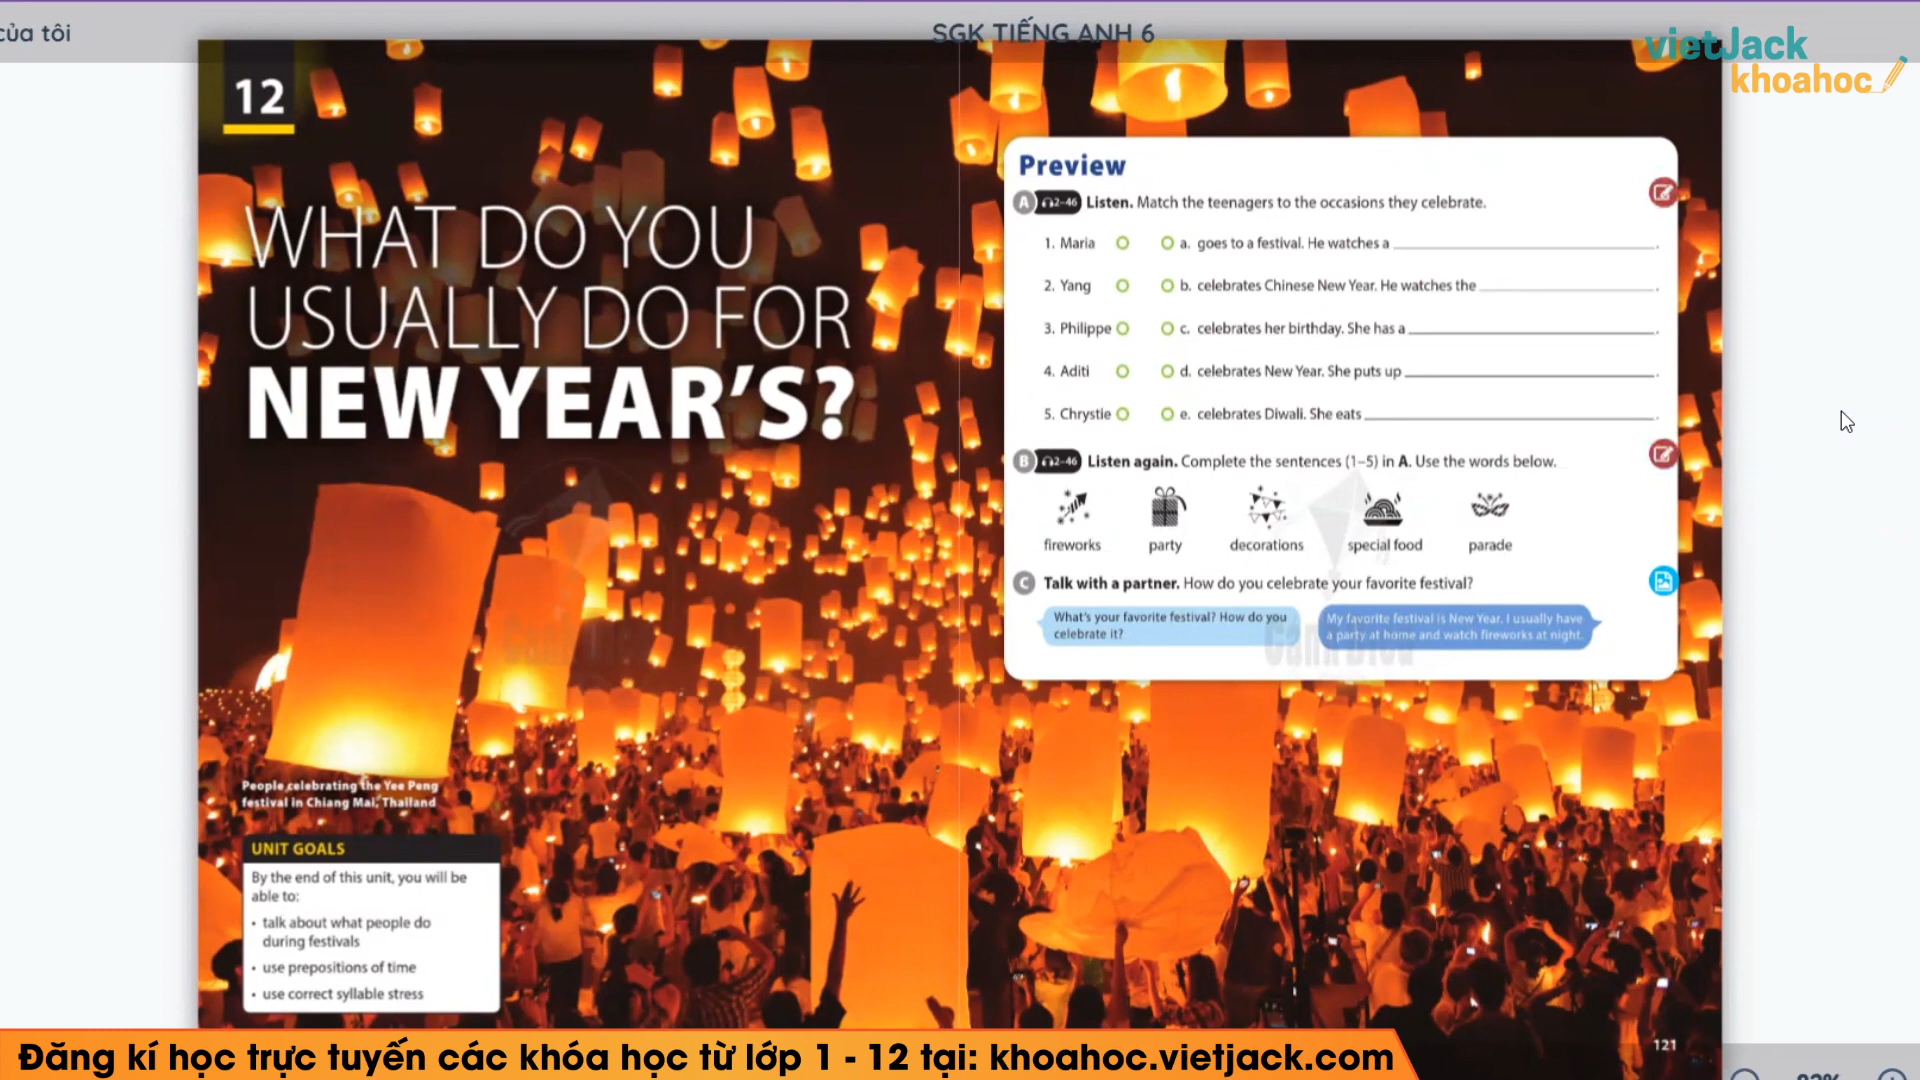 của tôi
SGK TIẾNG ANH 6
vietJack
khoahoc
12
WHAT DO YOU
USUALLY DO FOR
NEW YEAR'S?
People celebrating the Yee Peng
festival in Chiang Mai, Thailand
UNIT GOALS
By the end of this unit, you will be
able to:
• talk about what people do
during festivals
• use prepositions of time
• use correct syllable stress
Preview
A 2–46 Listen. Match the teenagers to the occasions they celebrate.
1. Maria a. goes to a festival. He watches a ____.
2. Yang b. celebrates Chinese New Year. He watches the ____.
3. Philippe c. celebrates her birthday. She has a ____.
4. Aditi d. celebrates New Year. She puts up ____.
5. Chrystie e. celebrates Diwali. She eats ____.
B 2–46 Listen again. Complete the sentences (1–5) in A. Use the words below.
fireworks party decorations special food parade
C Talk with a partner. How do you celebrate your favorite festival?
What's your favorite festival? How do you
celebrate it?
My favorite festival is New Year. I usually have
a party at home and watch fireworks at night.
Cánh Diều
121
Đăng kí học trực tuyến các khóa học từ lớp 1 - 12 tại: khoahoc.vietjack.com